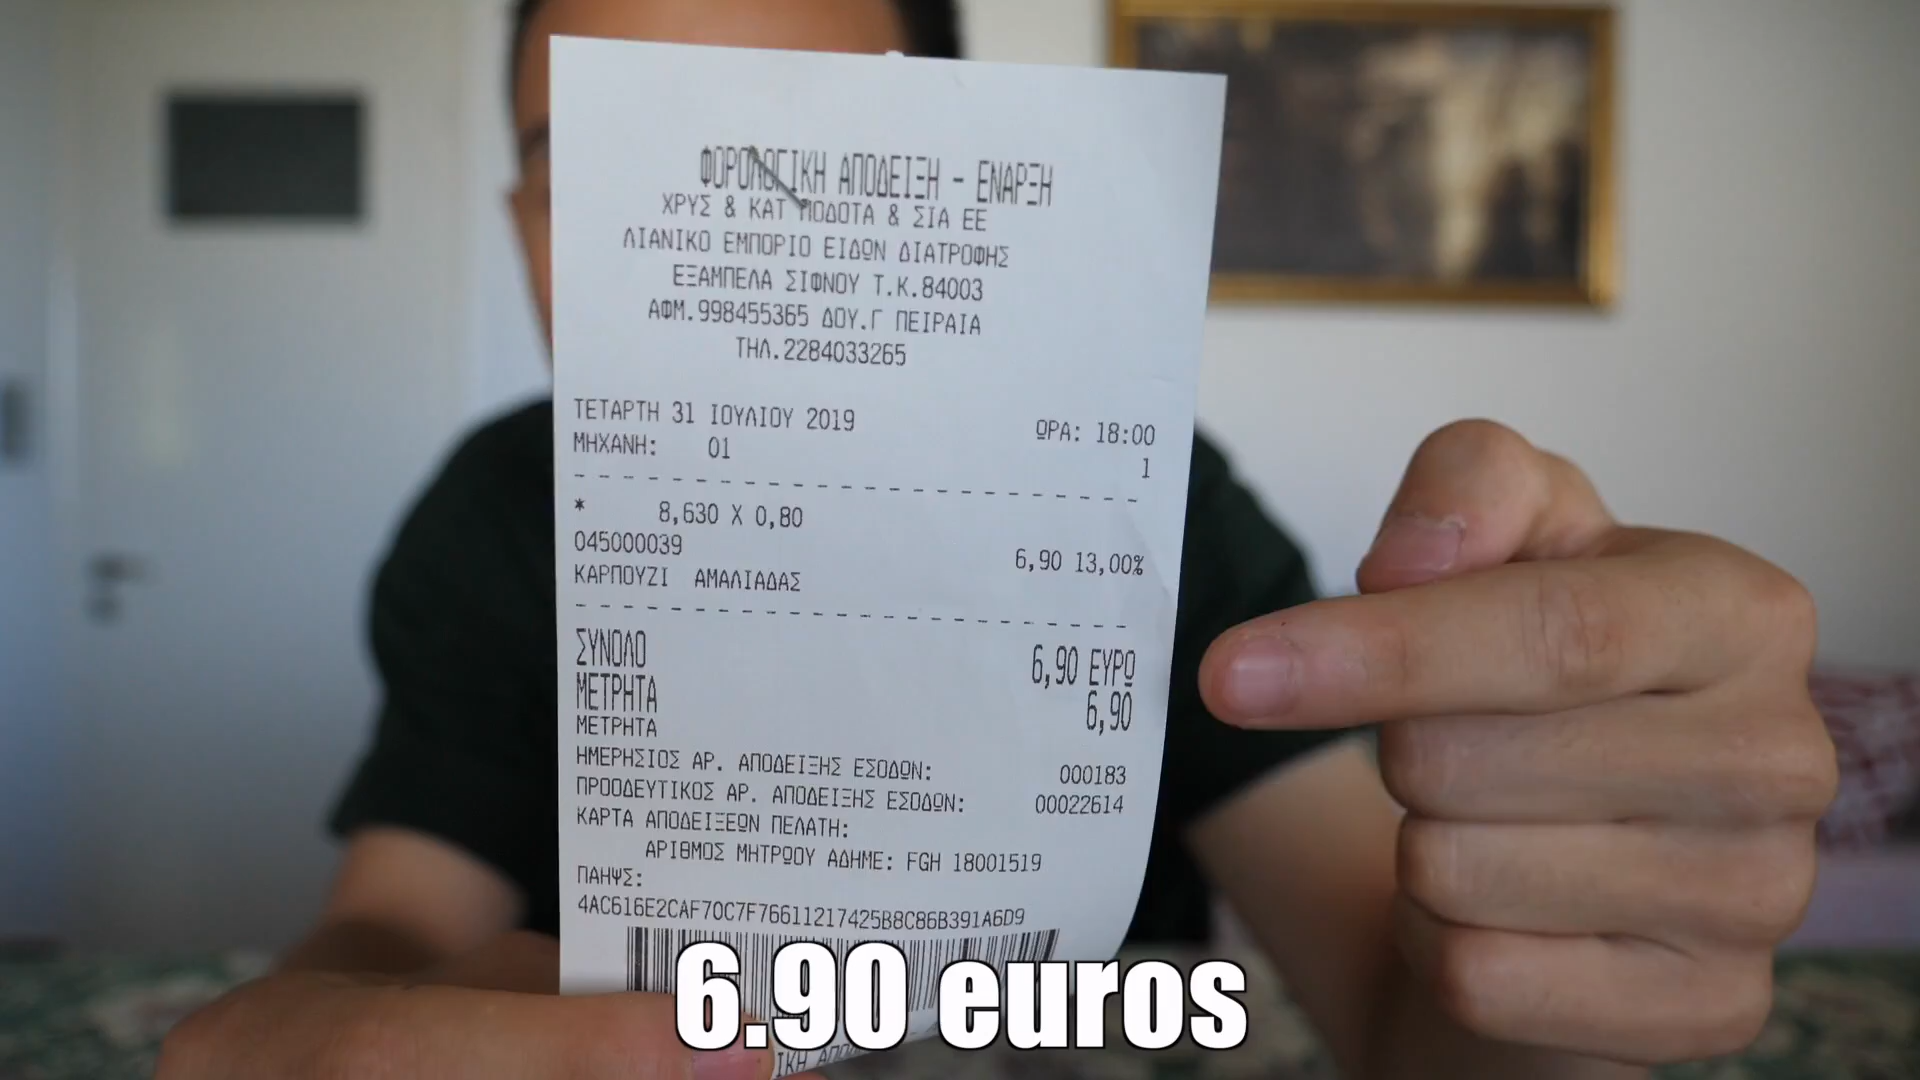 ΦΟΡΟΛΟΓΙΚΗ ΑΠΟΔΕΙΞΗ - ΕΝΑΡΞΗ
ΧΡΥΣ & ΚΑΤ ΠΟΔΟΤΑ & ΣΙΑ ΕΕ
ΛΙΑΝΙΚΟ ΕΜΠΟΡΙΟ ΕΙΔΩΝ ΔΙΑΤΡΟΦΗΣ
ΕΞΑΜΠΕΛΑ ΣΙΦΝΟΥ Τ.Κ.84003
ΑΦΜ.998455365 ΔΟΥ.Γ ΠΕΙΡΑΙΑ
ΤΗΛ.2284033265
ΤΕΤΑΡΤΗ 31 ΙΟΥΛΙΟΥ 2019 ΩΡΑ: 18:00
ΜΗΧΑΝΗ: 01 1
* 8,630 X 0,80
045000039 6,90 13,00%
ΚΑΡΠΟΥΖΙ ΑΜΑΛΙΑΔΑΣ
ΣΥΝΟΛΟ 6,90 ΕΥΡΩ
ΜΕΤΡΗΤΑ 6,90
ΜΕΤΡΗΤΑ
ΗΜΕΡΗΣΙΟΣ ΑΡ. ΑΠΟΔΕΙΞΗΣ ΕΣΟΔΩΝ: 000183
ΠΡΟΟΔΕΥΤΙΚΟΣ ΑΡ. ΑΠΟΔΕΙΞΗΣ ΕΣΟΔΩΝ: 00022614
ΚΑΡΤΑ ΑΠΟΔΕΙΞΕΩΝ ΠΕΛΑΤΗ:
ΑΡΙΘΜΟΣ ΜΗΤΡΩΟΥ ΑΔΗΜΕ: FGH 18001519
ΠΑΗΨΣ:
4AC616E2CAF70C7F76611217425B8C86B391A6D9
6.90 euros